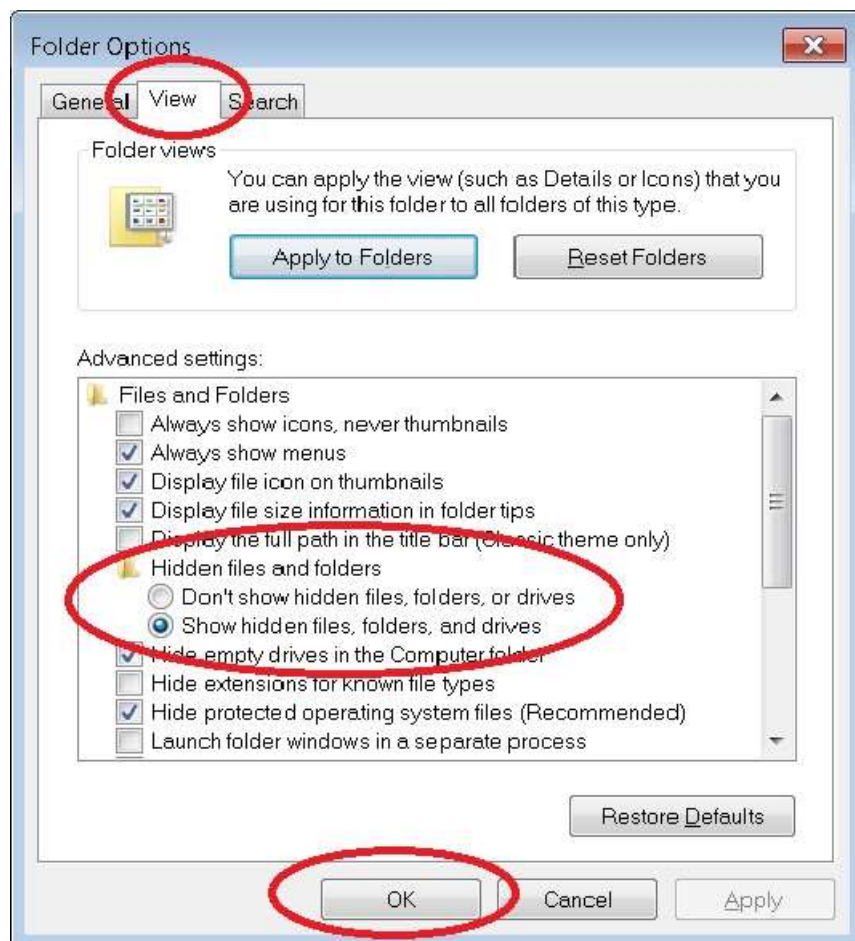 Folder Options
General View Search
Folder views
You can apply the view (such as Details or Icons) that you
are using for this folder to all folders of this type.
Apply to Folders Reset Folders
Advanced settings:
Files and Folders
Always show icons, never thumbnails
Always show menus
Display file icon on thumbnails
Display file size information in folder tips
Display the full path in the title bar (Classic theme only)
Hidden files and folders
Don't show hidden files, folders, or drives
Show hidden files, folders, and drives
Hide empty drives in the Computer folder
Hide extensions for known file types
Hide protected operating system files (Recommended)
Launch folder windows in a separate process
Restore Defaults
OK Cancel Apply